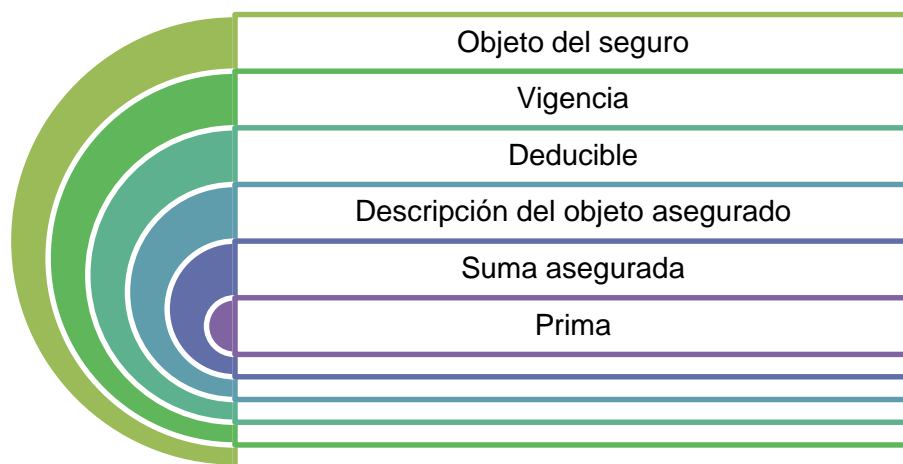 Objeto del seguro
Vigencia
Deducible
Descripción del objeto asegurado
Suma asegurada
Prima